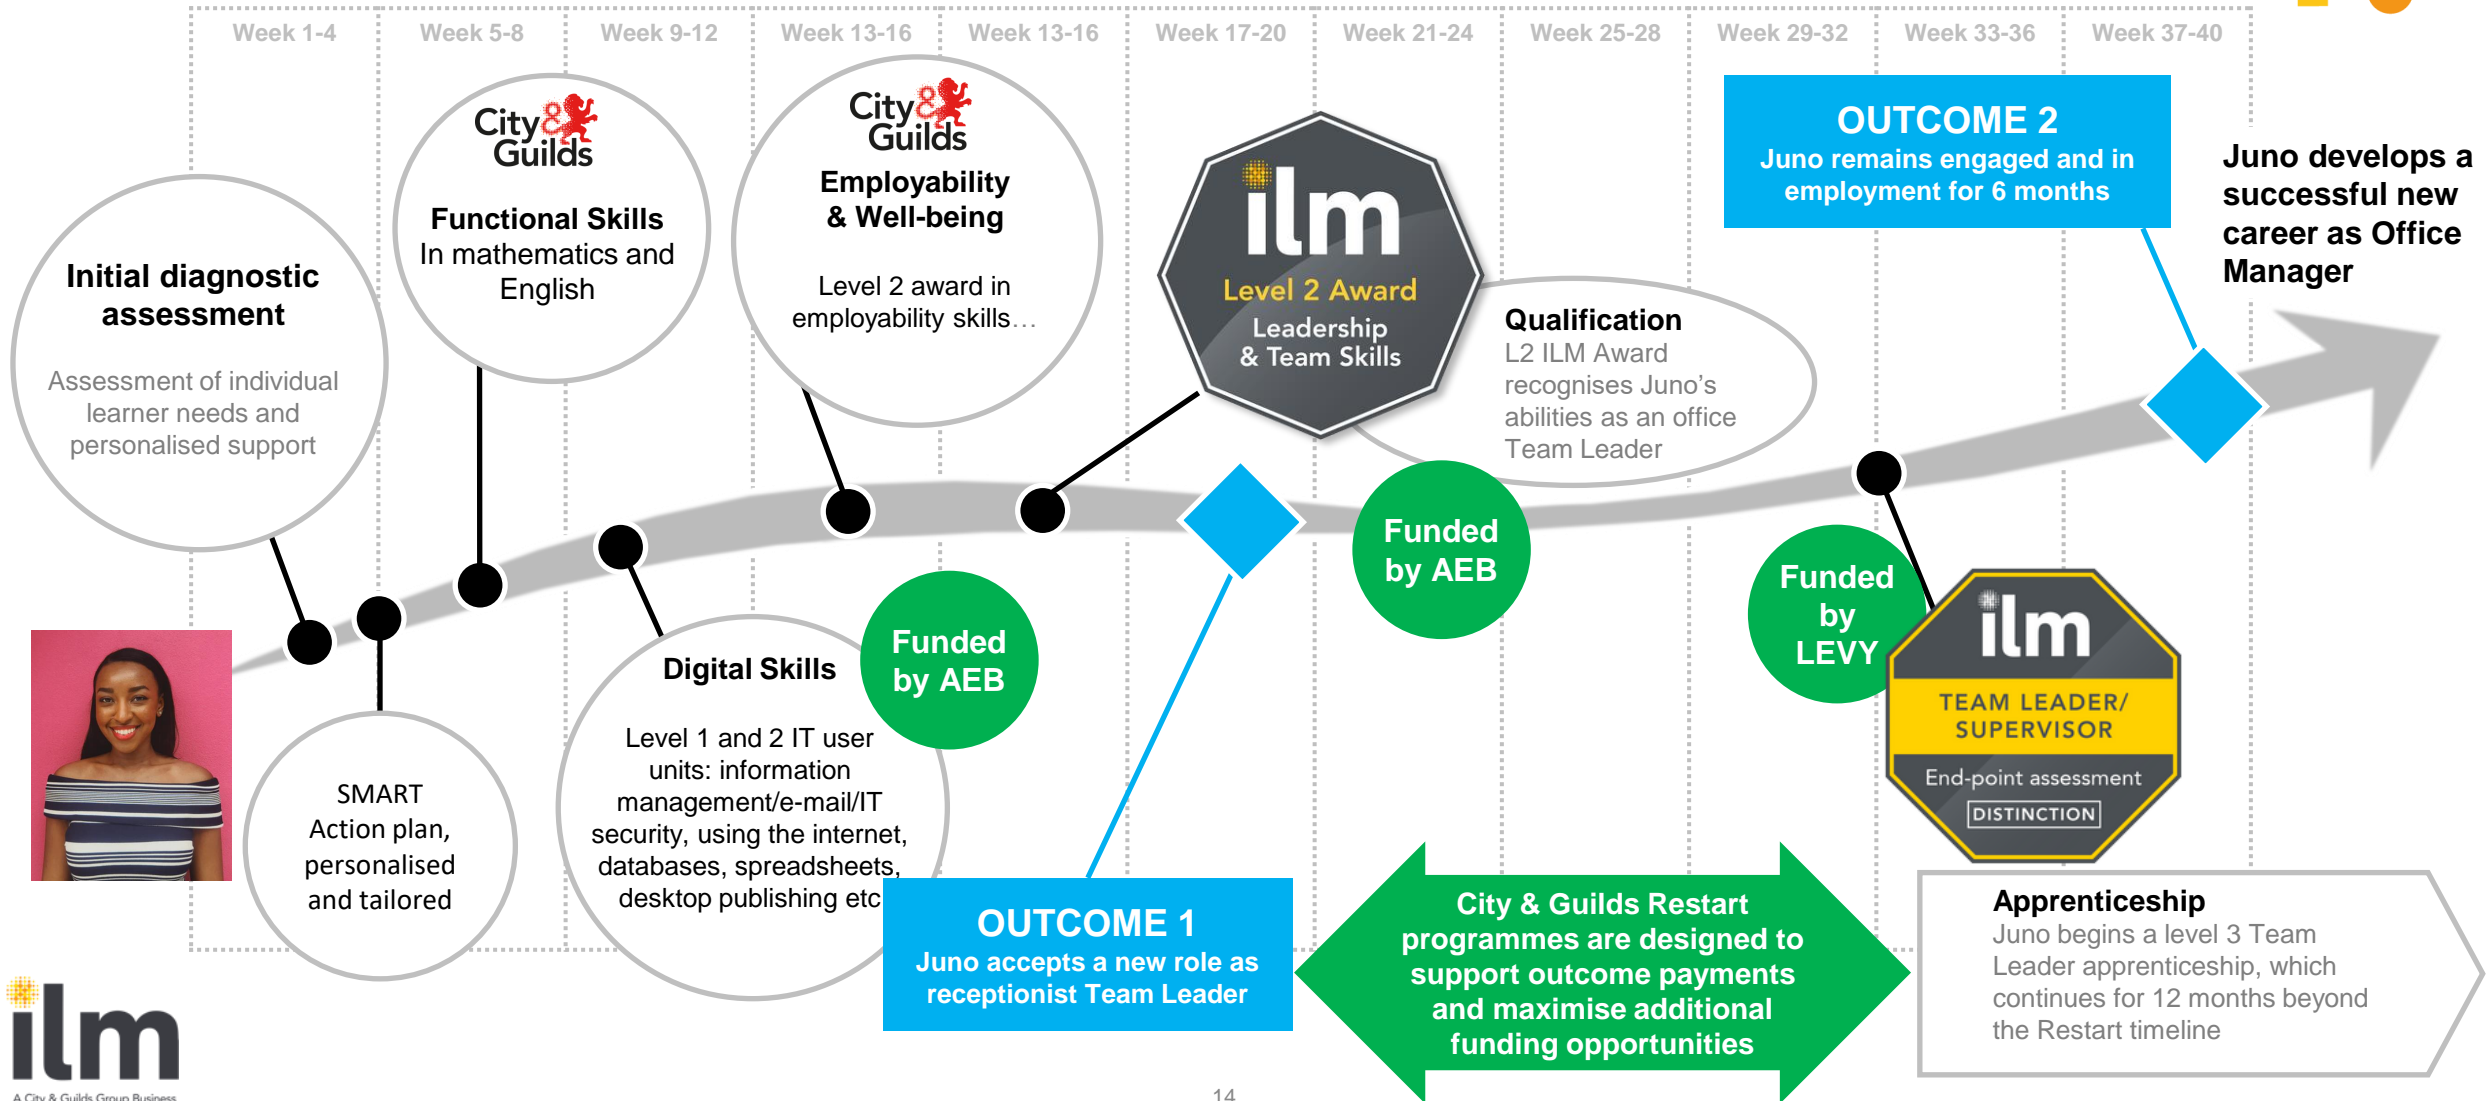 Week 1-4
Week 5-8
Week 9-12
Week 13-16
Week 13-16
Week 17-20
Week 21-24
Week 25-28
Week 29-32
Week 33-36
Week 37-40
Initial diagnostic
assessment
Assessment of individual
learner needs and
personalised support
City&
Guilds
Functional Skills
In mathematics and
English
City&
Guilds
Employability
& Well-being
Level 2 award in
employability skills…
ilm
Level 2 Award
Leadership
& Team Skills
Qualification
L2 ILM Award
recognises Juno’s
abilities as an office
Team Leader
OUTCOME 2
Juno remains engaged and in
employment for 6 months
Juno develops a
successful new
career as Office
Manager
SMART
Action plan,
personalised
and tailored
Digital Skills
Level 1 and 2 IT user
units: information
management/e-mail/IT
security, using the internet,
databases, spreadsheets,
desktop publishing etc
Funded
by AEB
OUTCOME 1
Juno accepts a new role as
receptionist Team Leader
Funded
by AEB
City & Guilds Restart
programmes are designed to
support outcome payments
and maximise additional
funding opportunities
Funded
by
LEVY
ilm
TEAM LEADER/
SUPERVISOR
End-point assessment
DISTINCTION
Apprenticeship
Juno begins a level 3 Team
Leader apprenticeship, which
continues for 12 months beyond
the Restart timeline
ilm
A City & Guilds Group Business
14